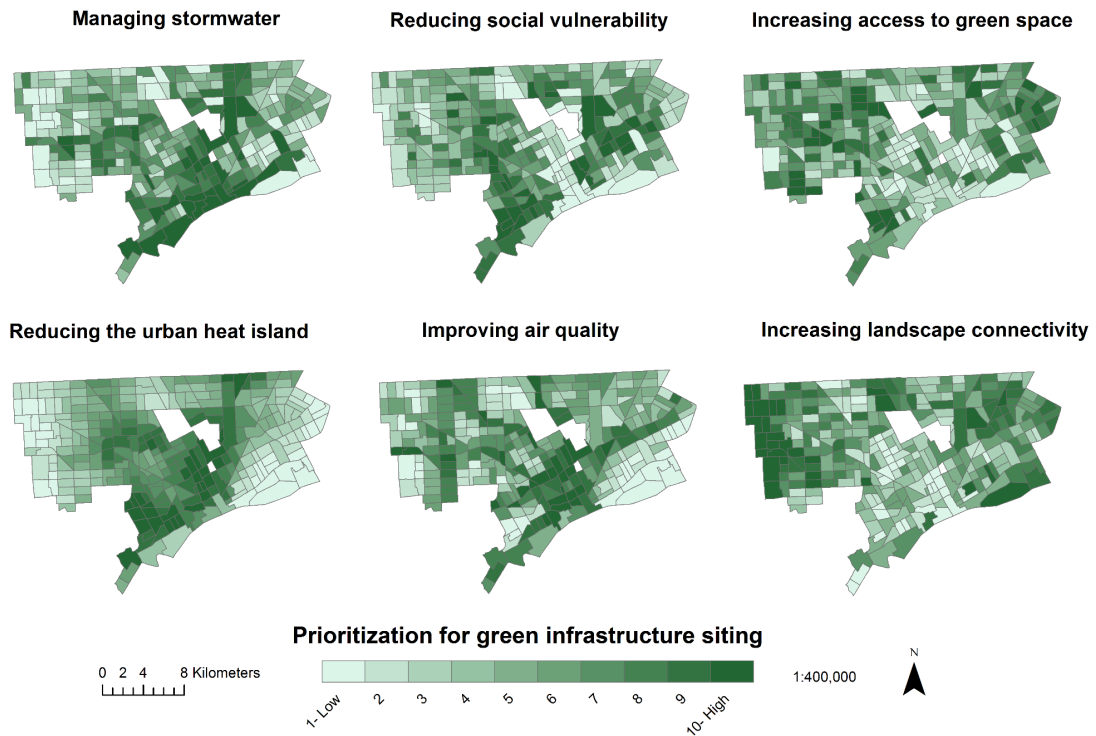 Managing stormwater
Reducing social vulnerability
Increasing access to green space
Reducing the urban heat island
Improving air quality
Increasing landscape connectivity
Prioritization for green infrastructure siting
0 2 4 8 Kilometers
1- Low 2 3 4 5 6 7 8 9 10- High
1:400,000
N